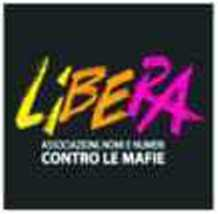 LIBERA
ASSOCIAZIONI, NOMI E NUMERI
CONTRO LE MAFIE